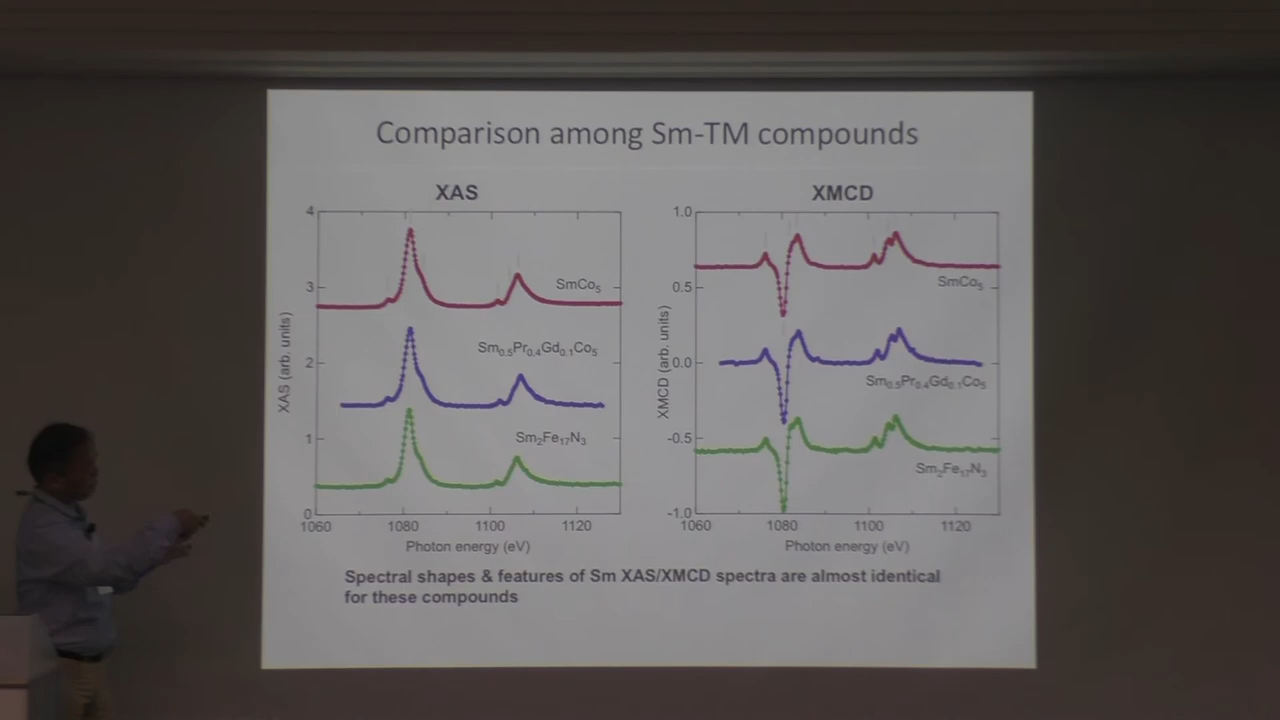 Comparison among Sm-TM compounds
XAS
4
3
2
1
0
XAS (arb. units)
SmCo₅
Sm₀.₅Pr₀.₄Gd₀.₁Co₅
Sm₂Fe₁₇N₃
1060 1080 1100 1120
Photon energy (eV)
XMCD
1.0
0.5
0.0
-0.5
-1.0
XMCD (arb. units)
SmCo₅
Sm₀.₅Pr₀.₄Gd₀.₁Co₅
Sm₂Fe₁₇N₃
1060 1080 1100 1120
Photon energy (eV)
Spectral shapes & features of Sm XAS/XMCD spectra are almost identical
for these compounds